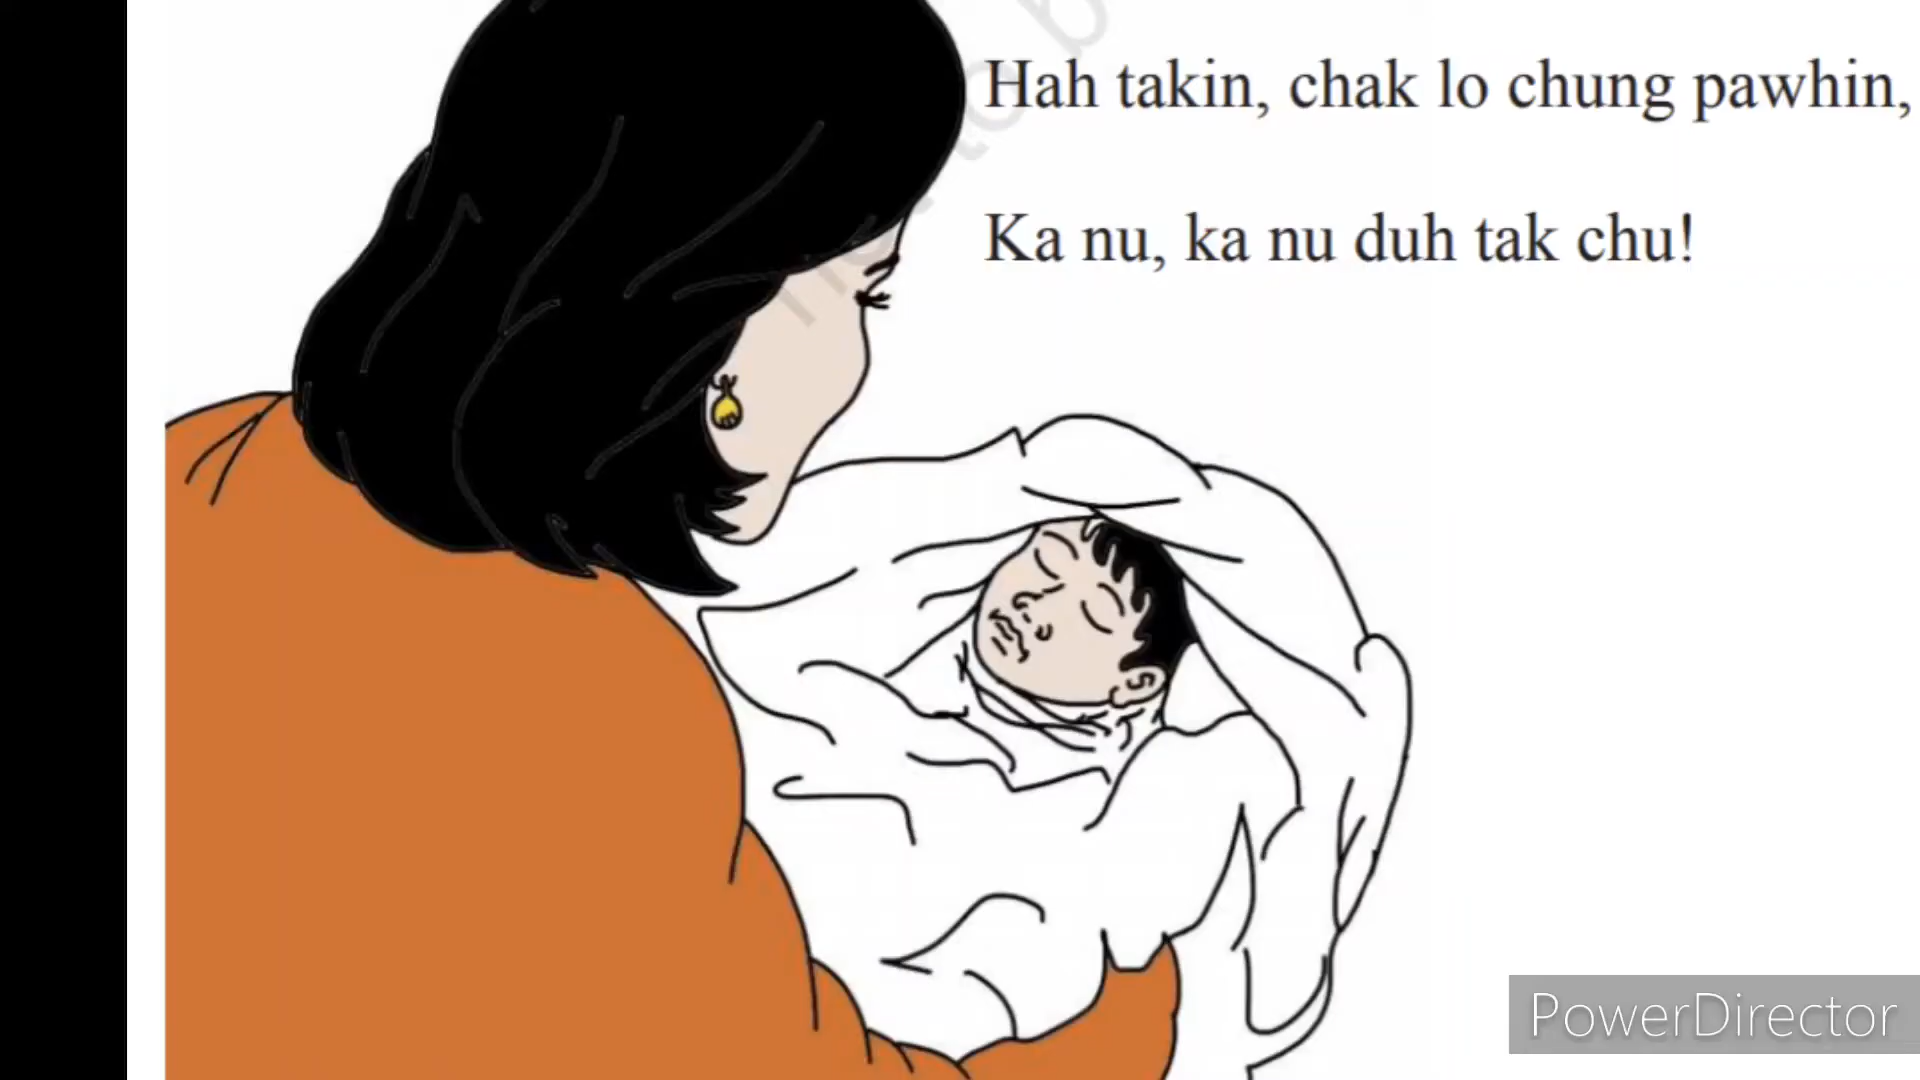 Hah takin, chak lo chung pawhin,
Ka nu, ka nu duh tak chu!
PowerDirector